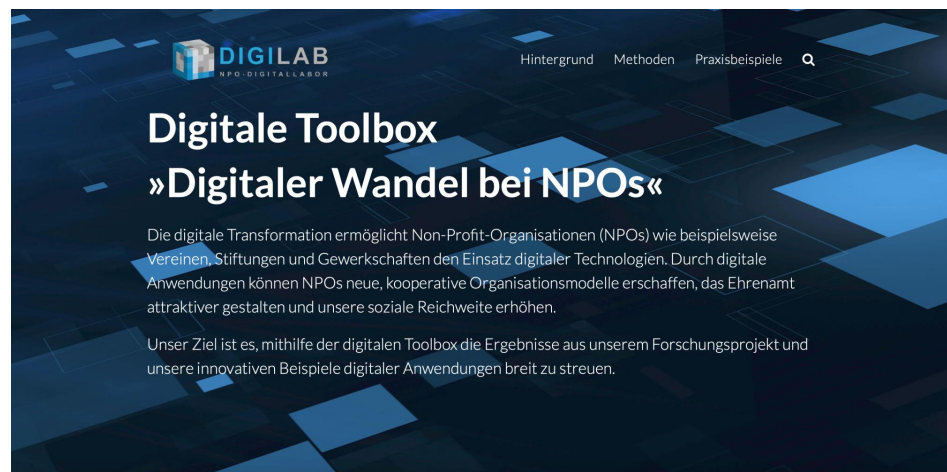 DIGILAB
NPO-DIGITALLABOR
Hintergrund Methoden Praxisbeispiele
Digitale Toolbox
»Digitaler Wandel bei NPOs«
Die digitale Transformation ermöglicht Non-Profit-Organisationen (NPOs) wie beispielsweise
Vereinen, Stiftungen und Gewerkschaften den Einsatz digitaler Technologien. Durch digitale
Anwendungen können NPOs neue, kooperative Organisationsmodelle erschaffen, das Ehrenamt
attraktiver gestalten und unsere soziale Reichweite erhöhen.
Unser Ziel ist es, mithilfe der digitalen Toolbox die Ergebnisse aus unserem Forschungsprojekt und
unsere innovativen Beispiele digitaler Anwendungen breit zu streuen.